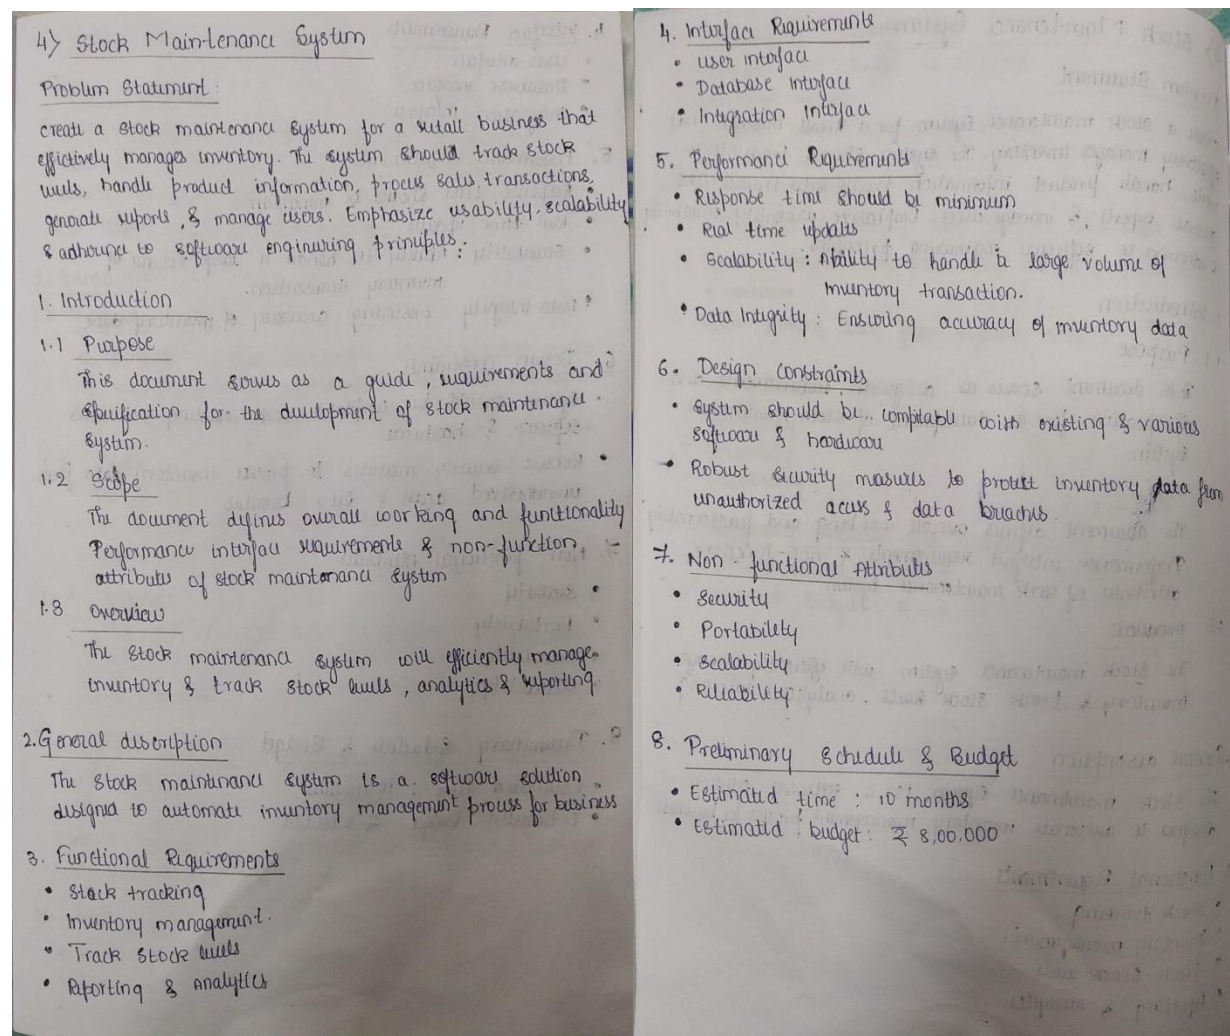 4) Stock Maintenance System
Problem Statement:
create a stock maintenance system for a retail business that
effictively manages inventory. The system should track stock
levels, handle product information, process sales transactions,
generate reports, & manage users. Emphasize usability, scalability
& adherence to software engineering principles.
1. Introduction
1.1 Purpose
This document serves as a guide, requirements and
specification for the development of stock maintenance
system.
1.2 Scope
The document defines overall working and functionality
Performance interface requirements & non-function
attributes of stock maintenance system
1.3 overview
The stock maintenance system will efficiently manage
inventory & track stock levels, analytics & reporting.
2. General discription
The stock maintenance system is a software solution
designed to automate inventory management process for business
3. Functional Requirements
• Stock tracking
• Inventory management.
• Track stock levels
• Reporting & Analytics
4. Interface Requirements
• user interface
• Database interface
• Integration interface
5. Performance Requirements
• Response time should be minimum
• Real time updates
• Scalability: Ability to handle a large volume of
inventory transaction.
• Data Integrity: Ensuring accuracy of inventory data
6. Design constraints
• System should be compitable with existing & various
software & hardware
• Robust security masures to protect inventory data from
unauthorized access & data breaches.
7. Non-functional Attributes
• Security
• Portability
• scalability
• Reliability
8. Preliminary Schedule & Budget
• Estimated time: 10 months
• Estimated budget: ₹ 8,00,000